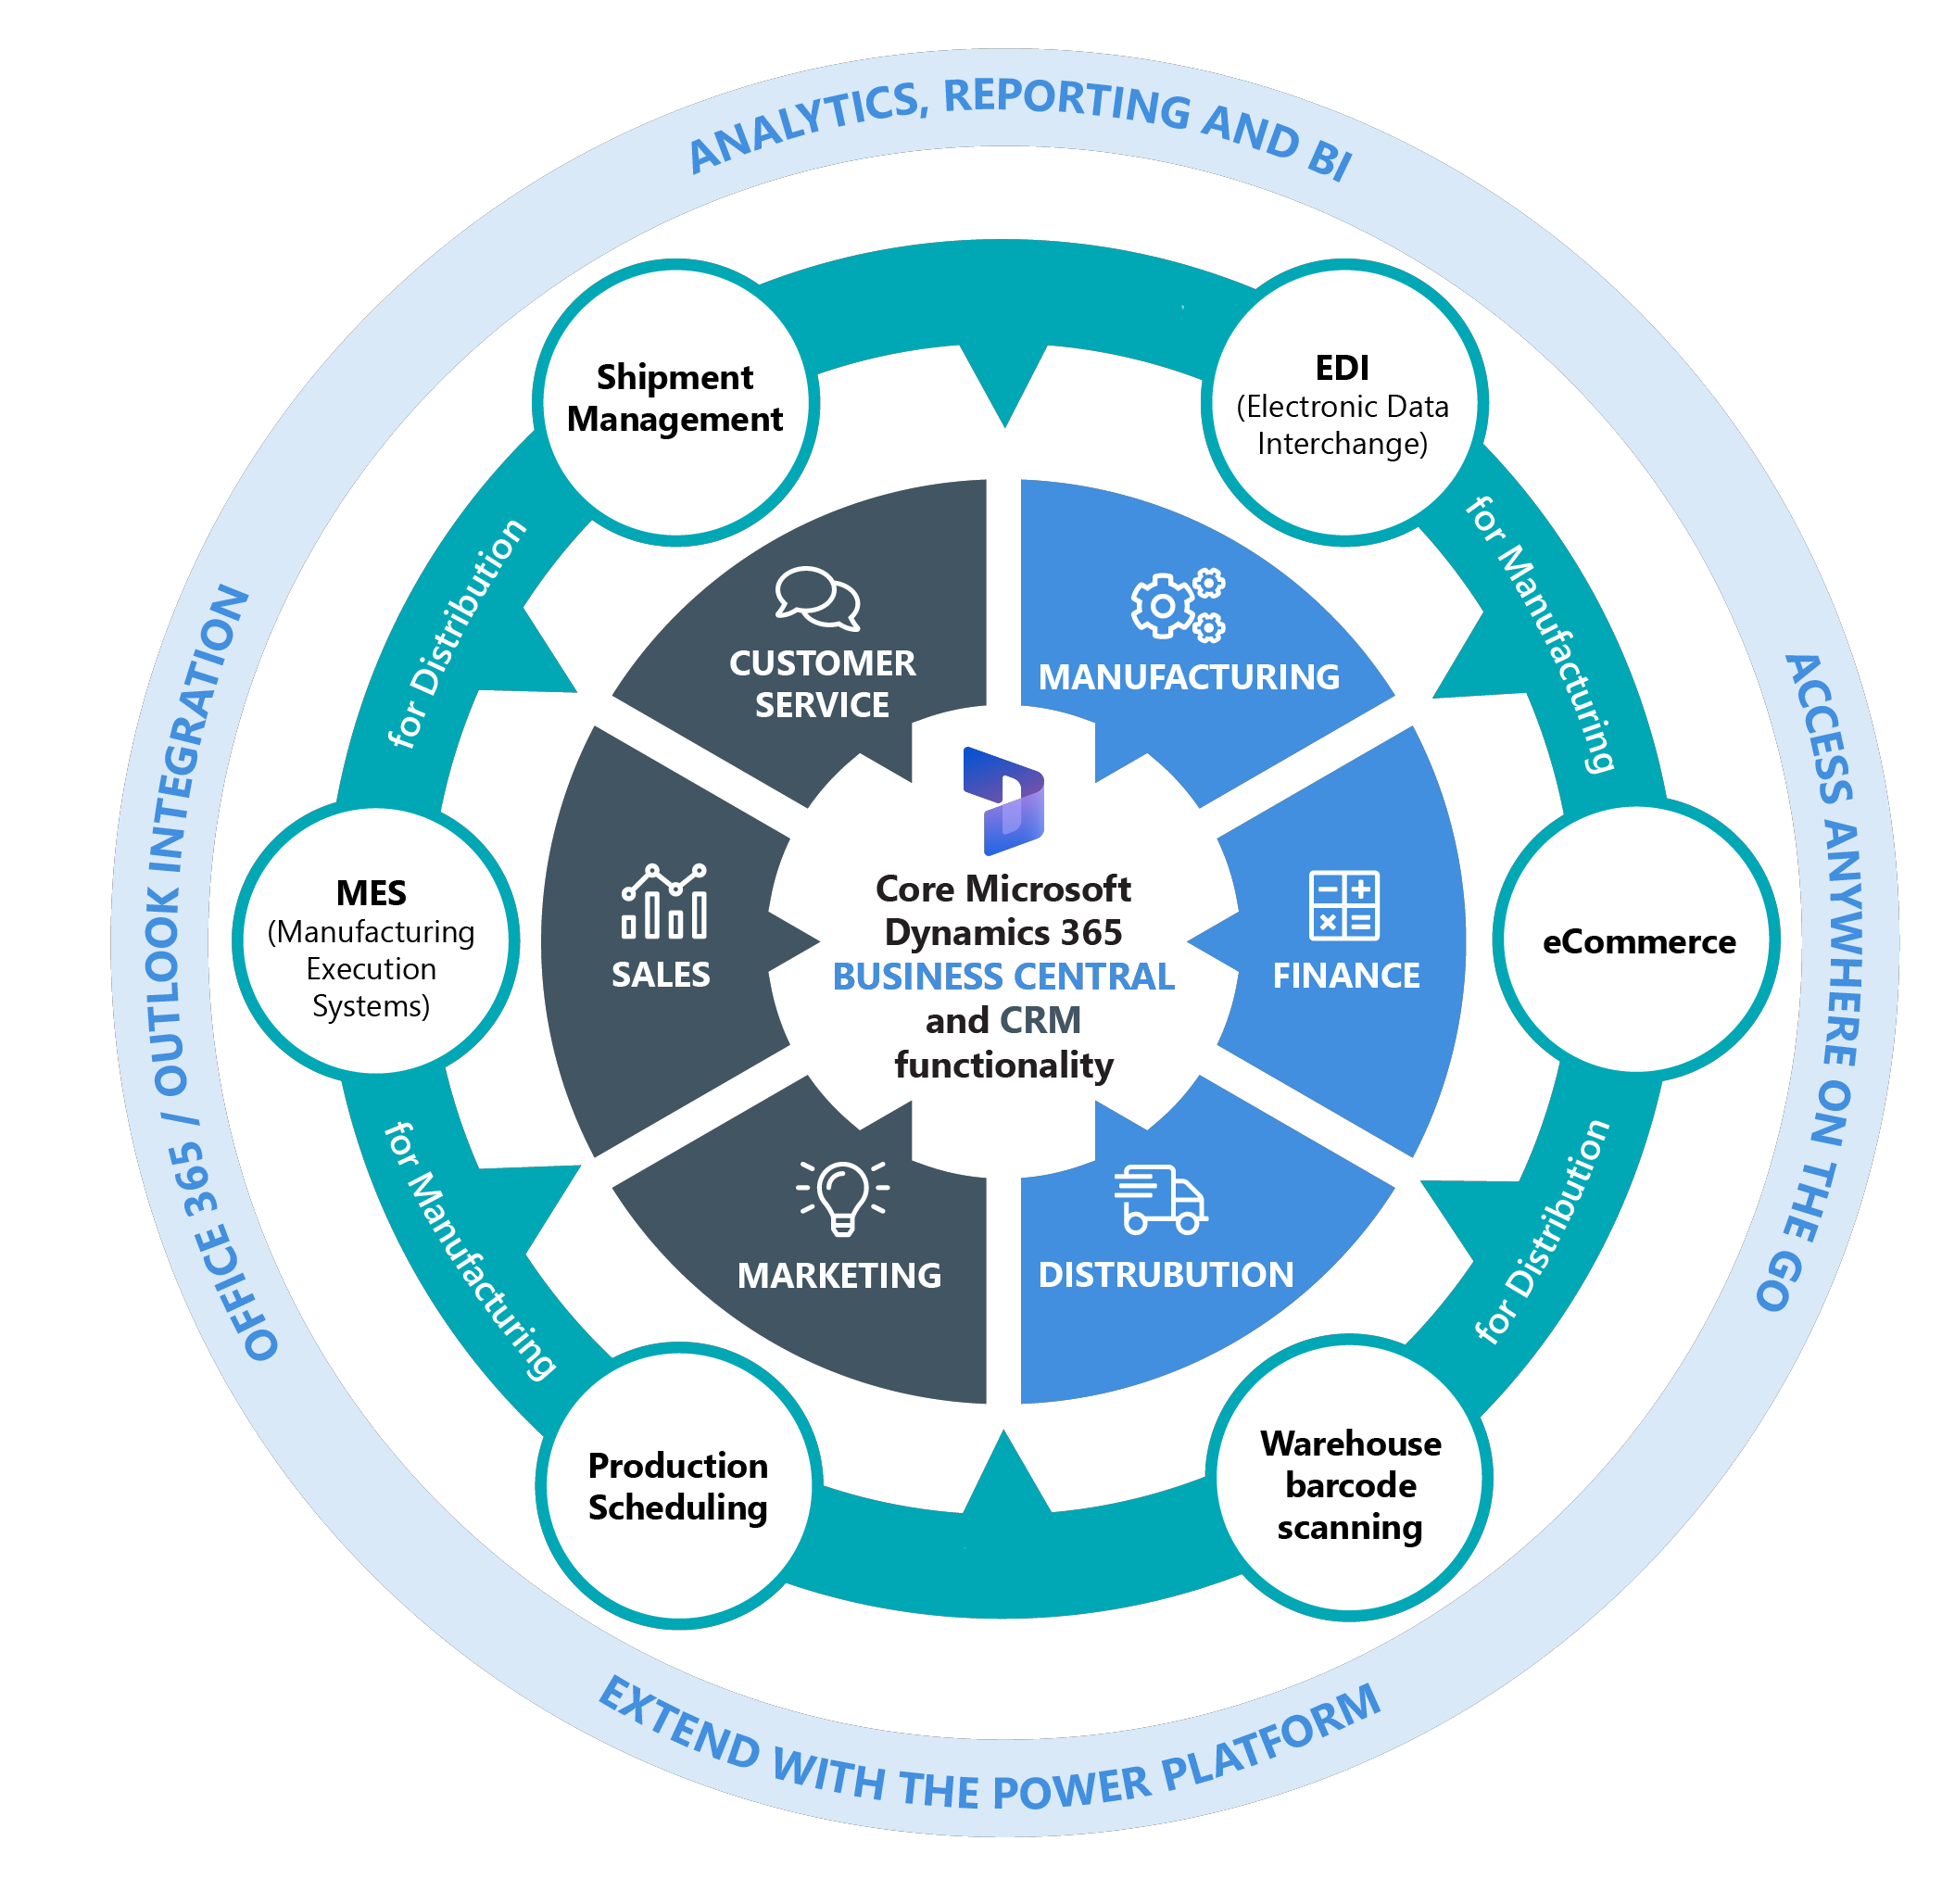 ANALYTICS, REPORTING AND BI
OFFICE 365 / OUTLOOK INTEGRATION
ACCESS ANYWHERE ON THE GO
EXTEND WITH THE POWER PLATFORM
Shipment
Management
EDI
(Electronic Data
Interchange)
for Distribution
for Manufacturing
MES
(Manufacturing
Execution
Systems)
eCommerce
for Manufacturing
for Distribution
Production
Scheduling
Warehouse
barcode
scanning
CUSTOMER
SERVICE
MANUFACTURING
SALES
FINANCE
MARKETING
DISTRUBUTION
Core Microsoft
Dynamics 365
BUSINESS CENTRAL
and CRM
functionality